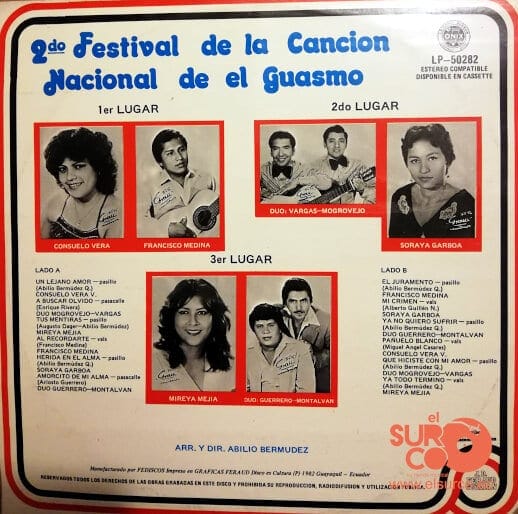 2do Festival de la Cancion
Nacional de el Guasmo
ONIX
LP-50282
ESTEREO COMPATIBLE
DISPONIBLE EN CASSETTE
1er LUGAR
2do LUGAR
CONSUELO VERA
FRANCISCO MEDINA
DUO: VARGAS-MOGROVEJO
SORAYA GARBOA
3er LUGAR
MIREYA MEJIA
DUO: GUERRERO-MONTALVAN
LADO A
UN LEJANO AMOR — pasillo
(Abilio Bermúdez Q.)
CONSUELO VERA V.
A BUSCAR OLVIDO — pasacalle
(Enrique Rivera)
DUO MOGROVEJO-VARGAS
TUS MENTIRAS — pasillo
(Augusto Dager-Abilio Bermúdez)
MIREYA MEJIA
AL RECORDARTE — vals
(Francisco Medina)
FRANCISCO MEDINA
HERIDA EN EL ALMA — pasillo
(Abilio Bermúdez Q.)
SORAYA GARBOA
AMORCITO DE MI ALMA — pasacalle
(Ariosto Guerrero)
DUO GUERRERO-MONTALVAN
LADO B
EL JURAMENTO — pasillo
(Abilio Bermúdez Q.)
FRANCISCO MEDINA
MI CRIMEN — vals
(Alberto Guillén N.)
SORAYA GARBOA
YA NO QUIERO SUFRIR — pasillo
(Abilio Bermúdez Q.)
DUO GUERRERO-MONTALVAN
PAÑUELO BLANCO — vals
(Miguel Angel Casares)
CONSUELO VERA V.
QUE HICISTE CON MI AMOR — pasillo
(Abilio Bermúdez Q.)
DUO MOGROVEJO-VARGAS
YA TODO TERMINO — vals
(Abilio Bermúdez Q.)
MIREYA MEJIA
ARR. Y DIR. ABILIO BERMUDEZ
Manufacturado por FEDISCOS Impreso en GRAFICAS FERAUD Disco es Cultura (P) 1982 Guayaquil — Ecuador
RESERVADOS TODOS LOS DERECHOS DE LAS OBRAS GRABADAS EN ESTE DISCO Y PROHIBIDA SU REPRODUCCION, RADIODIFUSION Y UTILIZACION PUBLICA.
el
SURCO
www.elsurco